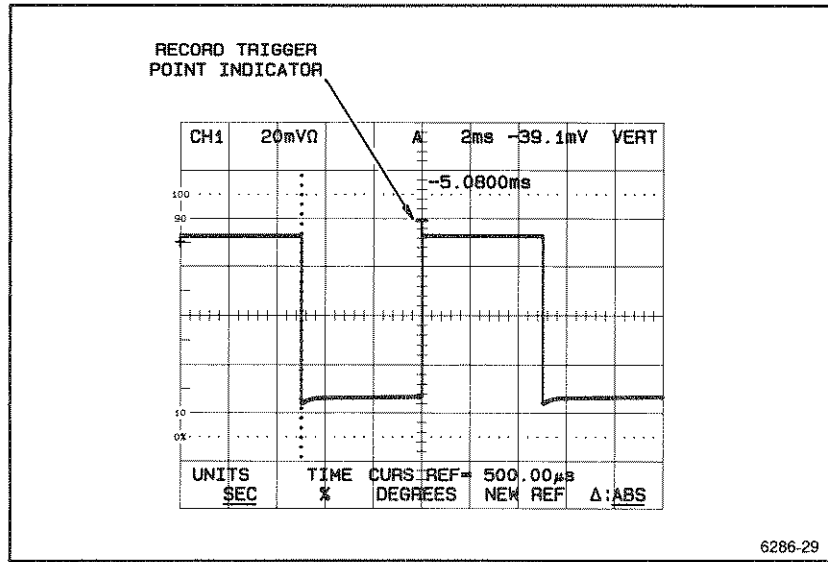 RECORD TRIGGER
POINT INDICATOR
CH1 20mVΩ A 2ms -39.1mV VERT
-5.0800ms
100
90
10
0%
UNITS TIME CURS REF= 500.00µs
SEC % DEGREES NEW REF Δ:ABS
6286-29